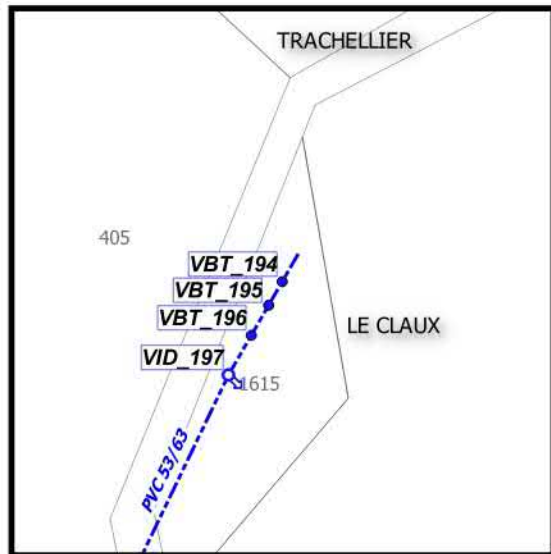 TRACHELLIER
405
VBT_194
VBT_195
VBT_196
LE CLAUX
VID_197
1615
PVC 53/63